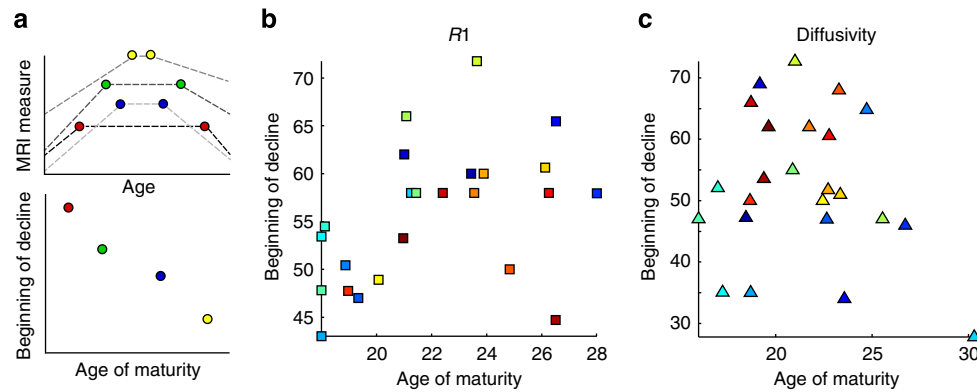 a
MRI measure
Age
Beginning of decline
Age of maturity
b
R1
Beginning of decline
70
65
60
55
50
45
20
22
24
26
28
Age of maturity
c
Diffusivity
Beginning of decline
70
60
50
40
30
20
25
30
Age of maturity